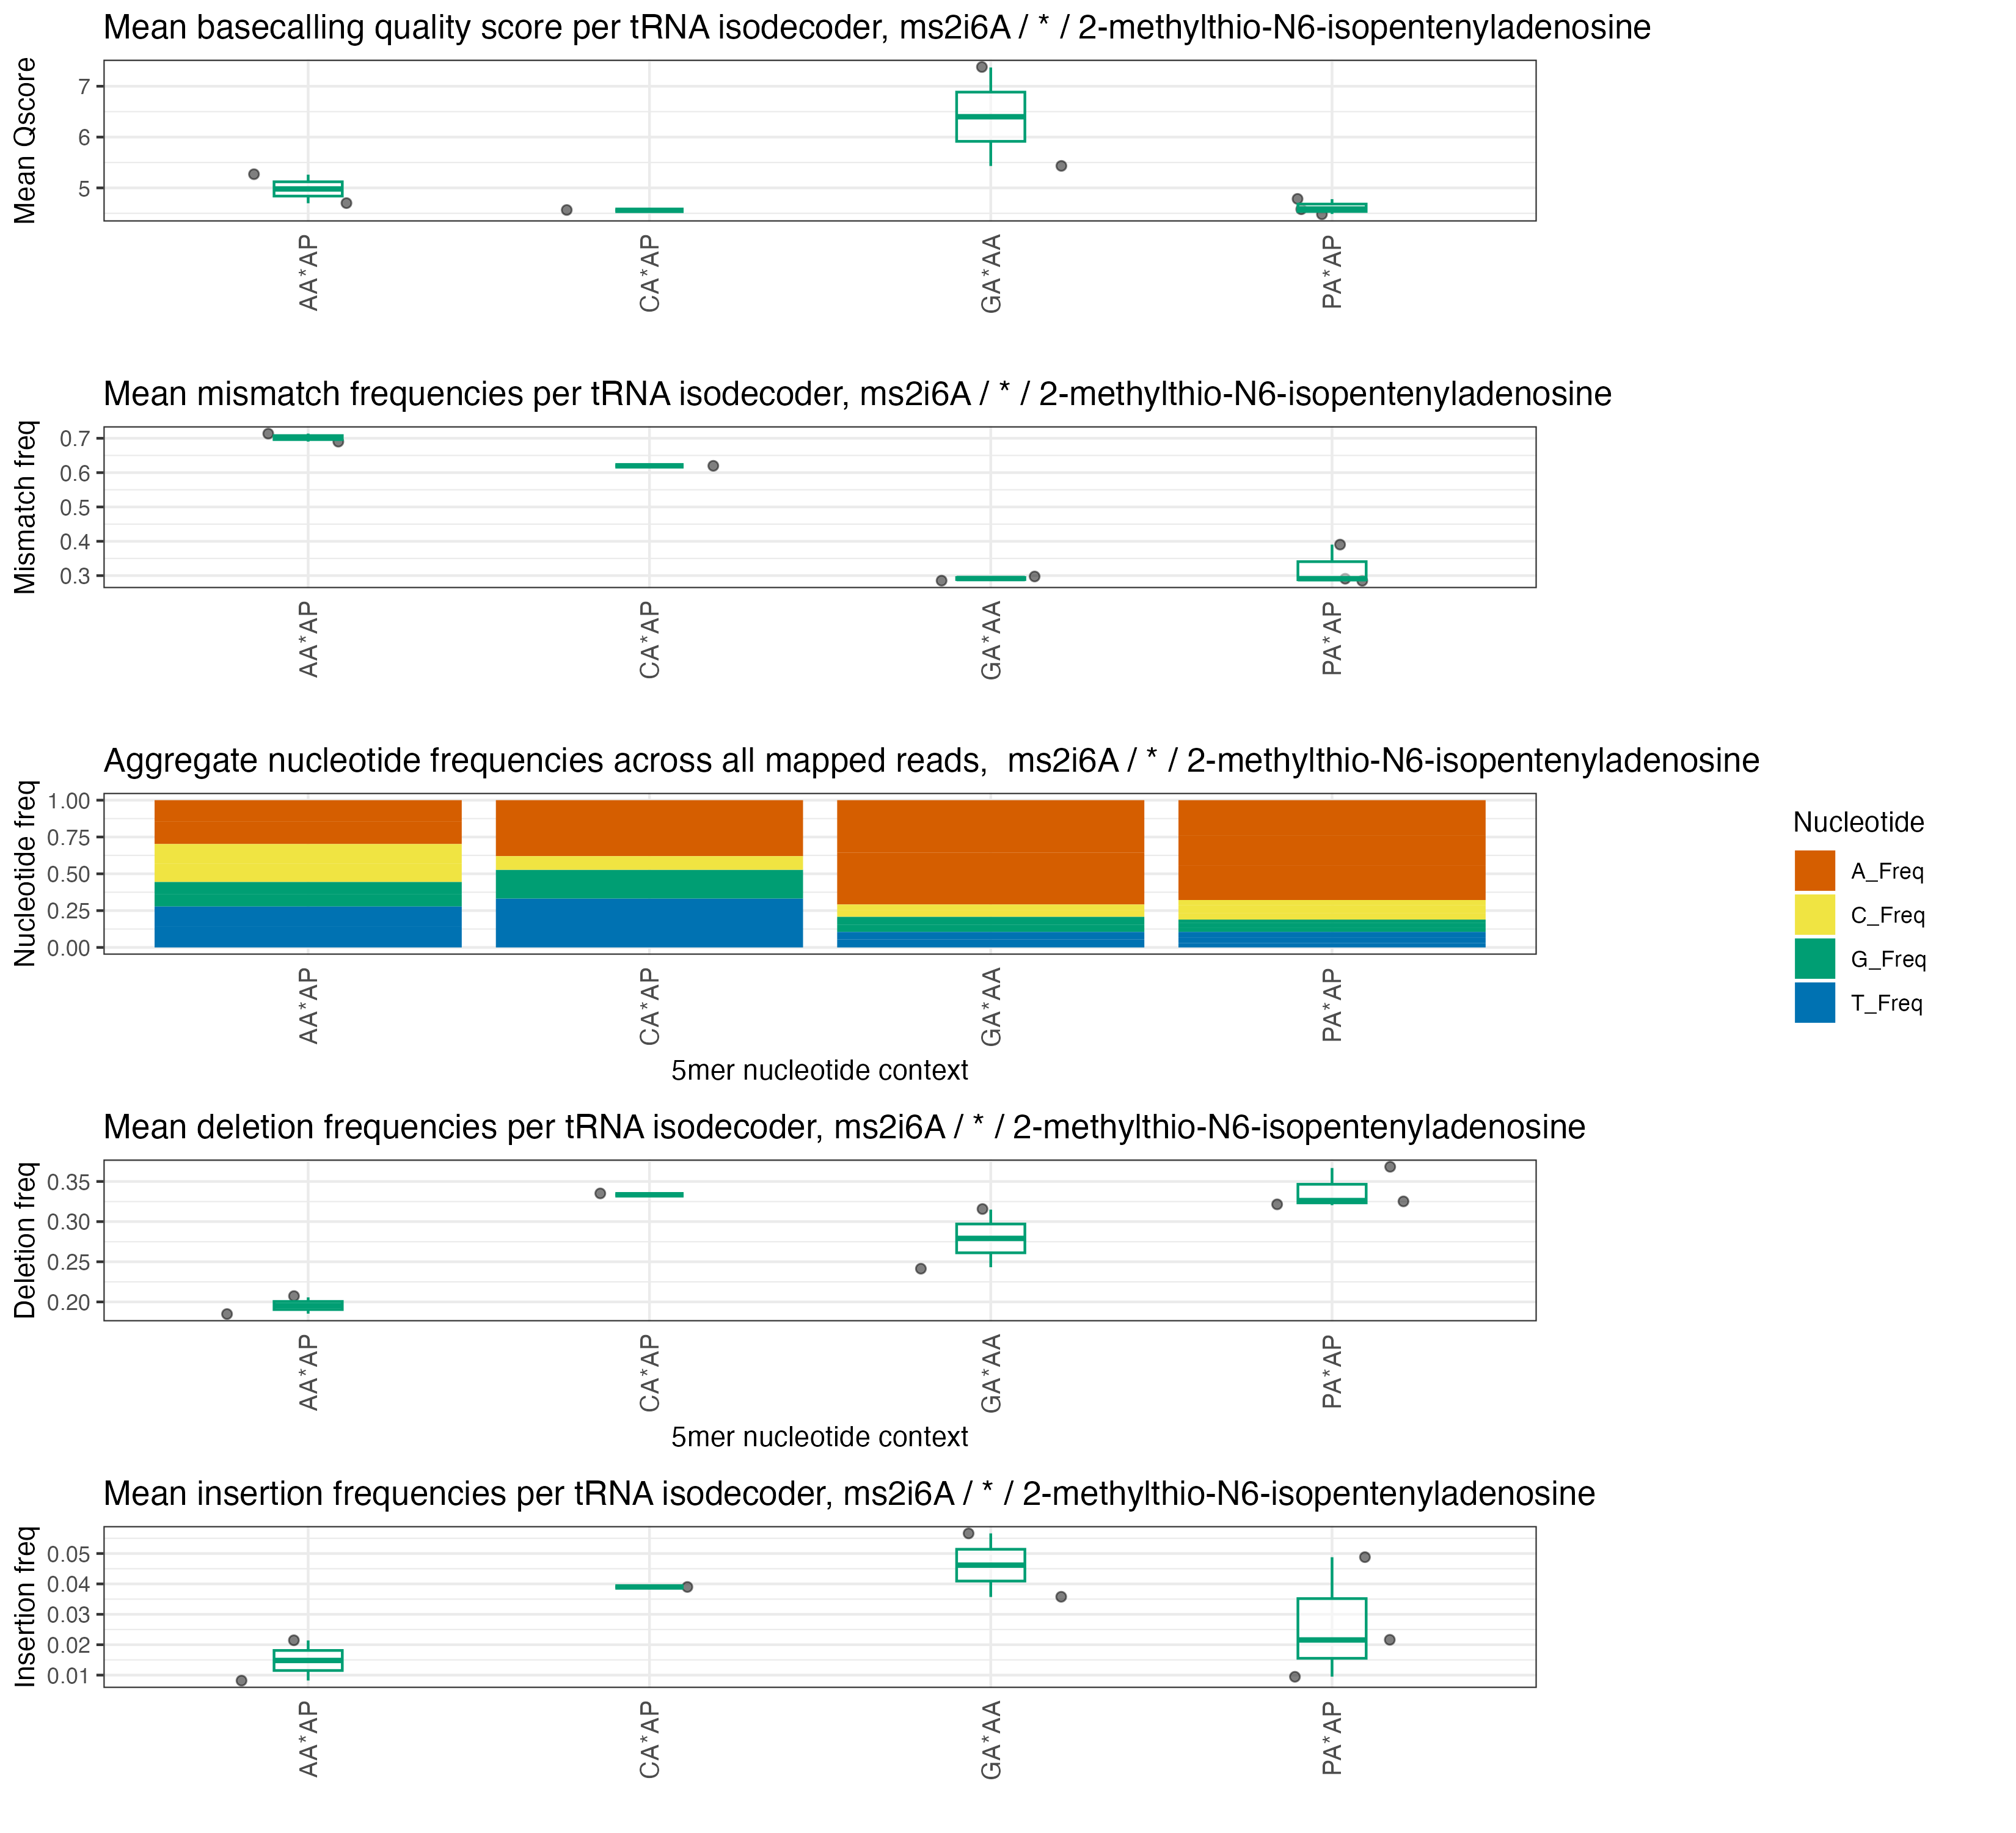 Mean basecalling quality score per tRNA isodecoder, ms2i6A / * / 2-methylthio-N6-isopentenyladenosine
Mean Qscore
7
6
5
AA*AP
CA*AP
GA*AA
PA*AP
Mean mismatch frequencies per tRNA isodecoder, ms2i6A / * / 2-methylthio-N6-isopentenyladenosine
Mismatch freq
0.7
0.6
0.5
0.4
0.3
AA*AP
CA*AP
GA*AA
PA*AP
Aggregate nucleotide frequencies across all mapped reads,  ms2i6A / * / 2-methylthio-N6-isopentenyladenosine
Nucleotide freq
1.00
0.75
0.50
0.25
0.00
AA*AP
CA*AP
GA*AA
PA*AP
5mer nucleotide context
Nucleotide
A_Freq
C_Freq
G_Freq
T_Freq
Mean deletion frequencies per tRNA isodecoder, ms2i6A / * / 2-methylthio-N6-isopentenyladenosine
Deletion freq
0.35
0.30
0.25
0.20
AA*AP
CA*AP
GA*AA
PA*AP
5mer nucleotide context
Mean insertion frequencies per tRNA isodecoder, ms2i6A / * / 2-methylthio-N6-isopentenyladenosine
Insertion freq
0.05
0.04
0.03
0.02
0.01
AA*AP
CA*AP
GA*AA
PA*AP